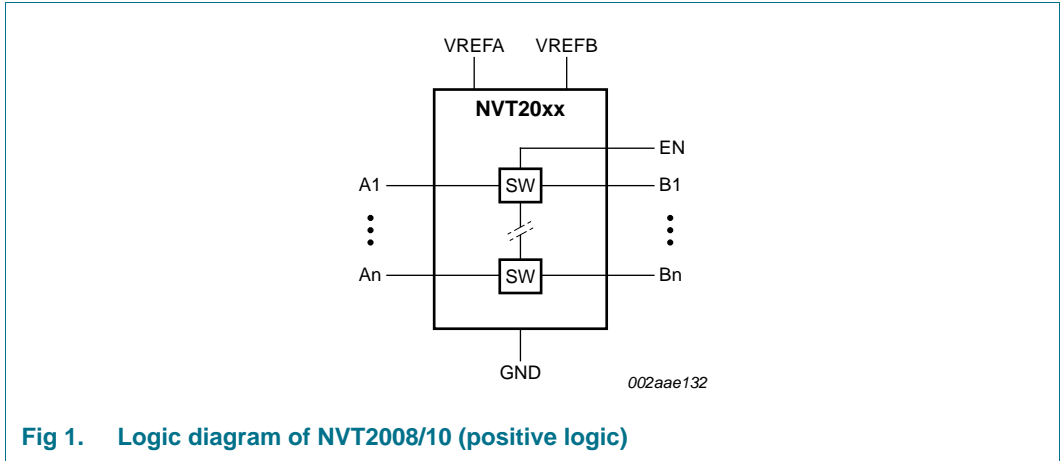 VREFA VREFB
NVT20xx
EN
A1 SW B1
An SW Bn
GND
002aae132
Fig 1. Logic diagram of NVT2008/10 (positive logic)